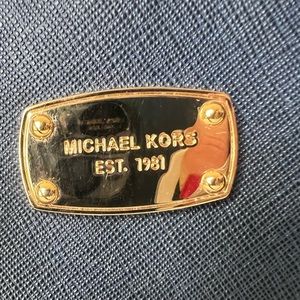 MICHAEL KORS
EST. 1981